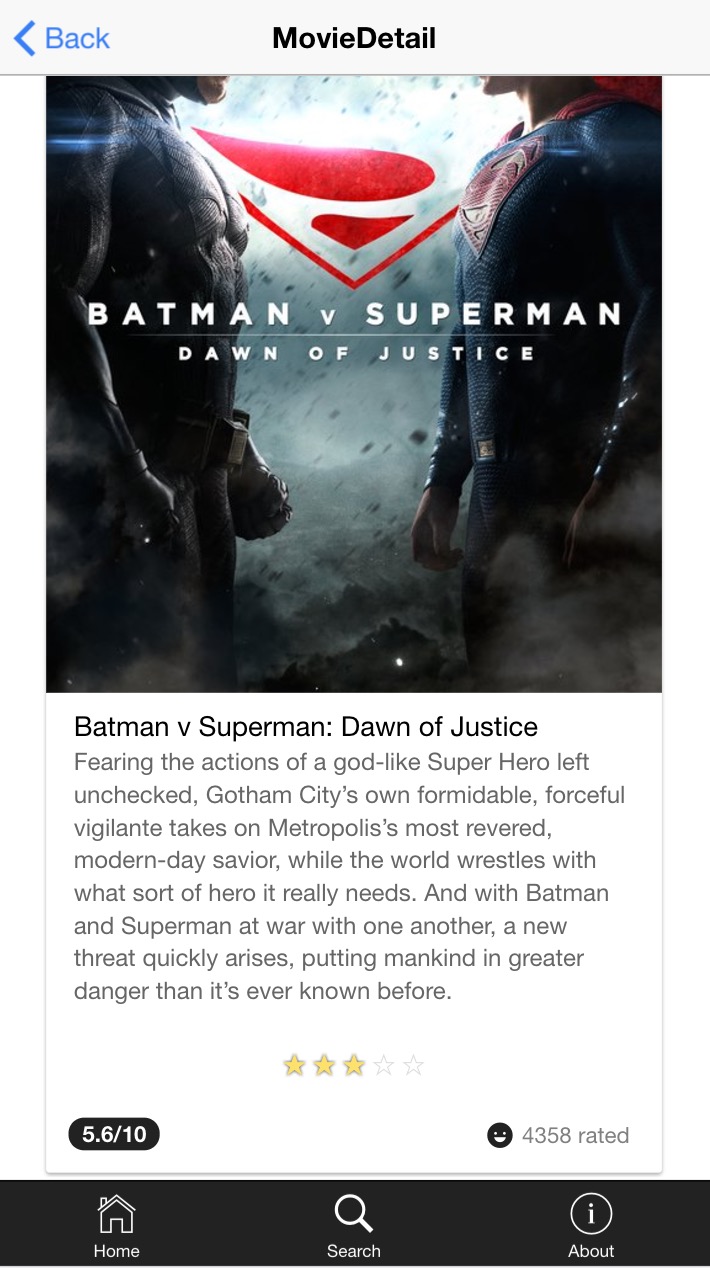 Back
MovieDetail
BATMAN v SUPERMAN
DAWN OF JUSTICE
Batman v Superman: Dawn of Justice
Fearing the actions of a god-like Super Hero left
unchecked, Gotham City’s own formidable, forceful
vigilante takes on Metropolis’s most revered,
modern-day savior, while the world wrestles with
what sort of hero it really needs. And with Batman
and Superman at war with one another, a new
threat quickly arises, putting mankind in greater
danger than it’s ever known before.
5.6/10
4358 rated
Home
Search
About